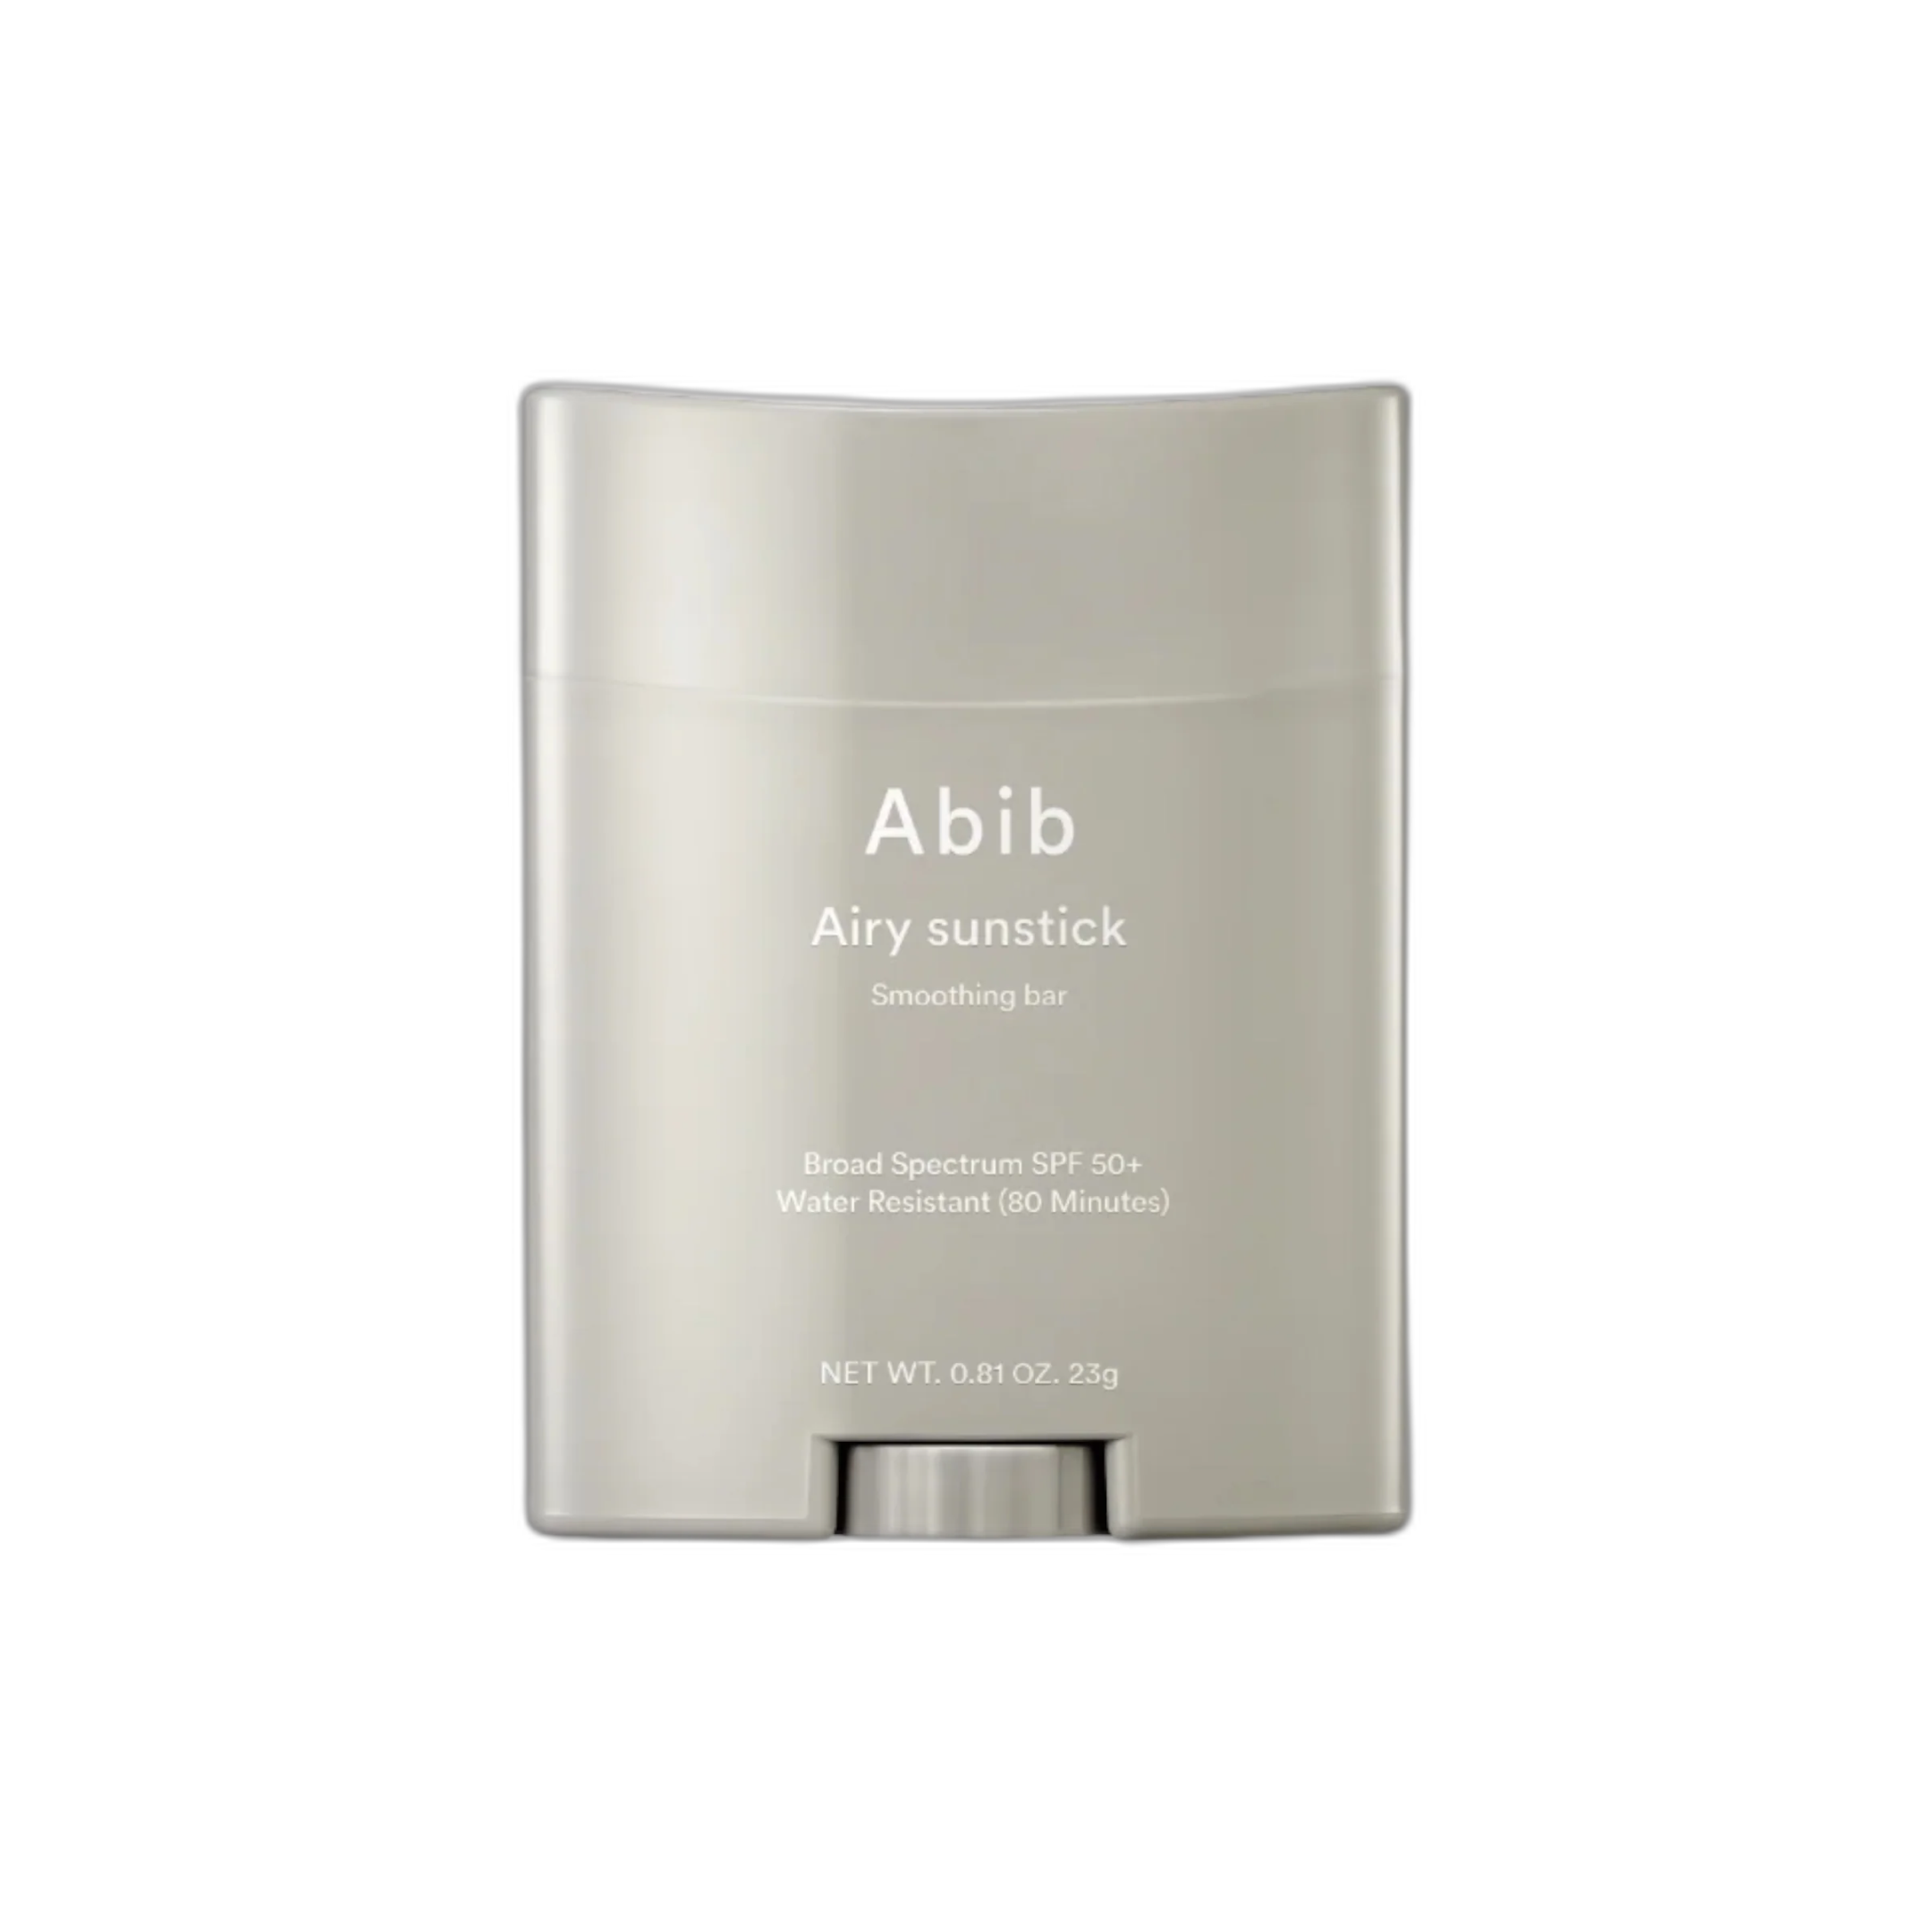 Abib
Airy sunstick
Smoothing bar
Broad Spectrum SPF 50+
Water Resistant (80 Minutes)
NET WT. 0.81 OZ. 23g